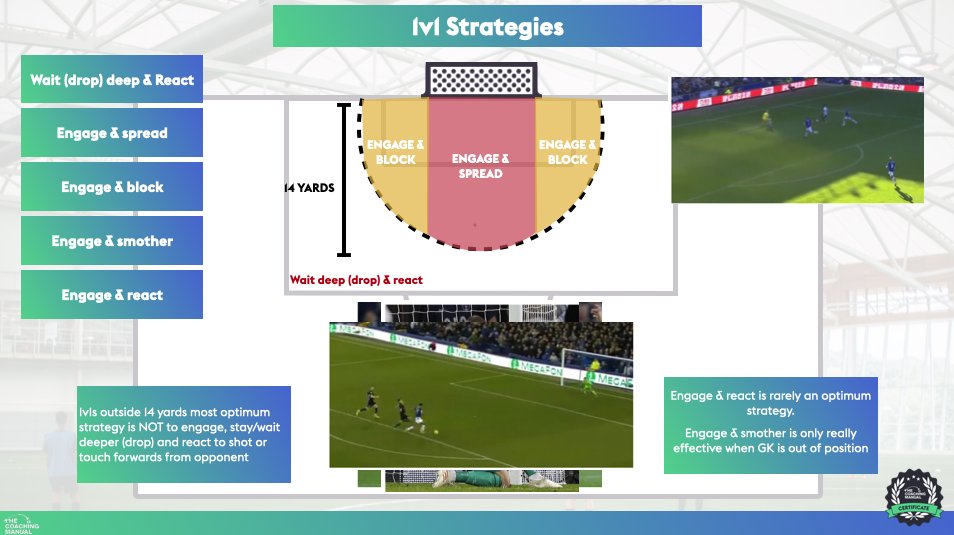 1v1 Strategies
Wait (drop) deep & React
Engage & spread
Engage & block
Engage & smother
Engage & react
ENGAGE &
BLOCK
ENGAGE &
SPREAD
ENGAGE &
BLOCK
14 YARDS
Wait deep (drop) & react
MEGAFON
MEGAFON
1v1s outside 14 yards most optimum
strategy is NOT to engage, stay/wait
deeper (drop) and react to shot or
touch forwards from opponent
Engage & react is rarely an optimum
strategy.
Engage & smother is only really
effective when GK is out of position
THE
COACHING
MANUAL
THE
COACHING
MANUAL
CERTIFICATE